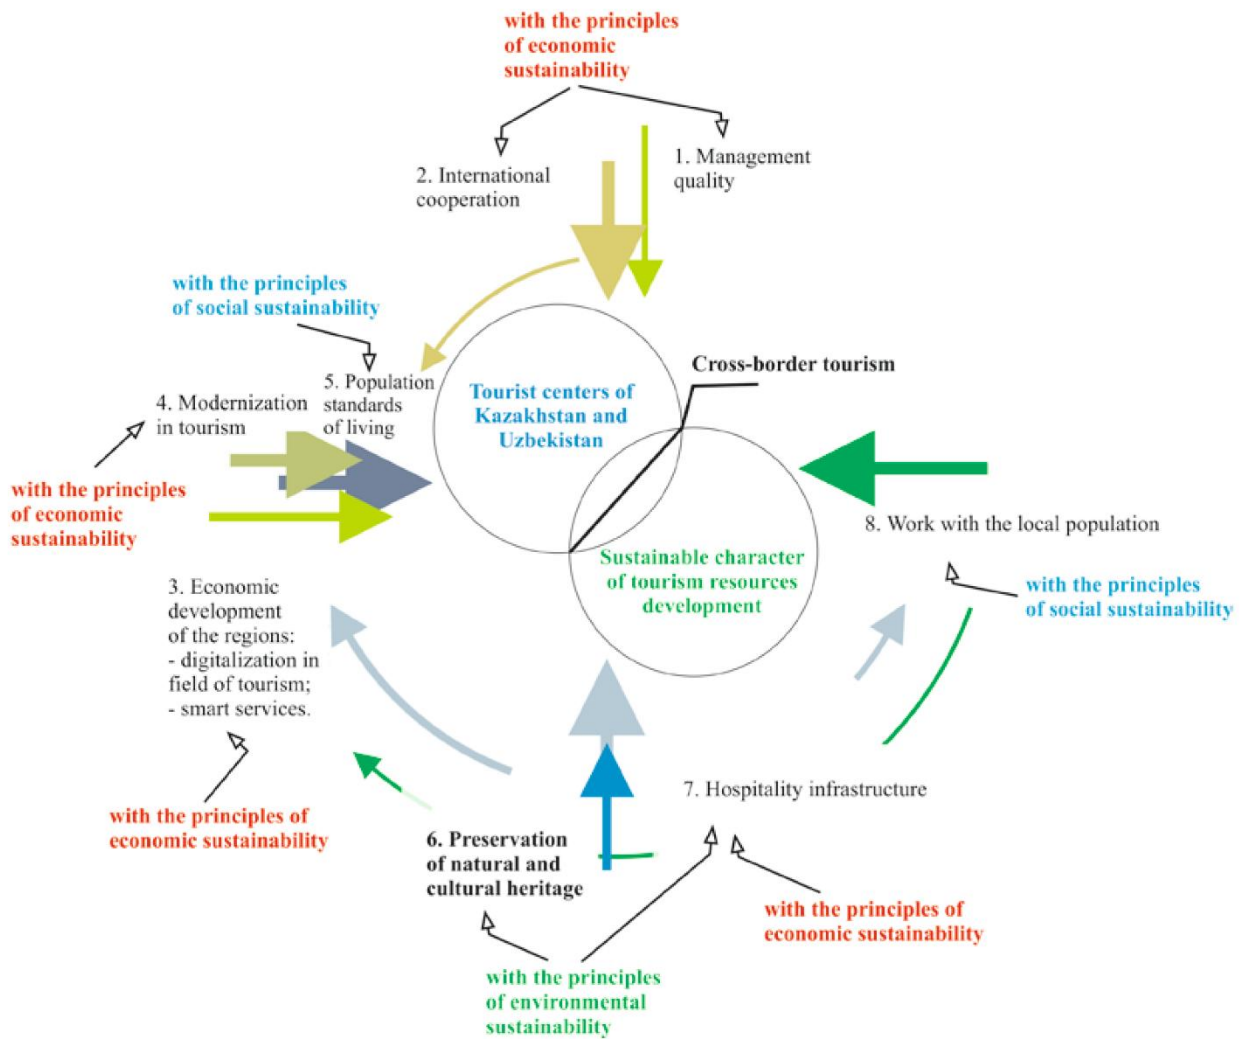 with the principles
of economic
sustainability
1. Management
quality
2. International
cooperation
with the principles
of social sustainability
Cross-border tourism
5. Population
standards
of living
4. Modernization
in tourism
Tourist centers of
Kazakhstan and
Uzbekistan
with the principles
of economic
sustainability
8. Work with the local population
Sustainable character
of tourism resources
development
with the principles
of social sustainability
3. Economic
development
of the regions:
- digitalization in
field of tourism;
- smart services.
7. Hospitality infrastructure
with the principles of
economic sustainability
6. Preservation
of natural and
cultural heritage
with the principles of
economic sustainability
with the principles
of environmental
sustainability